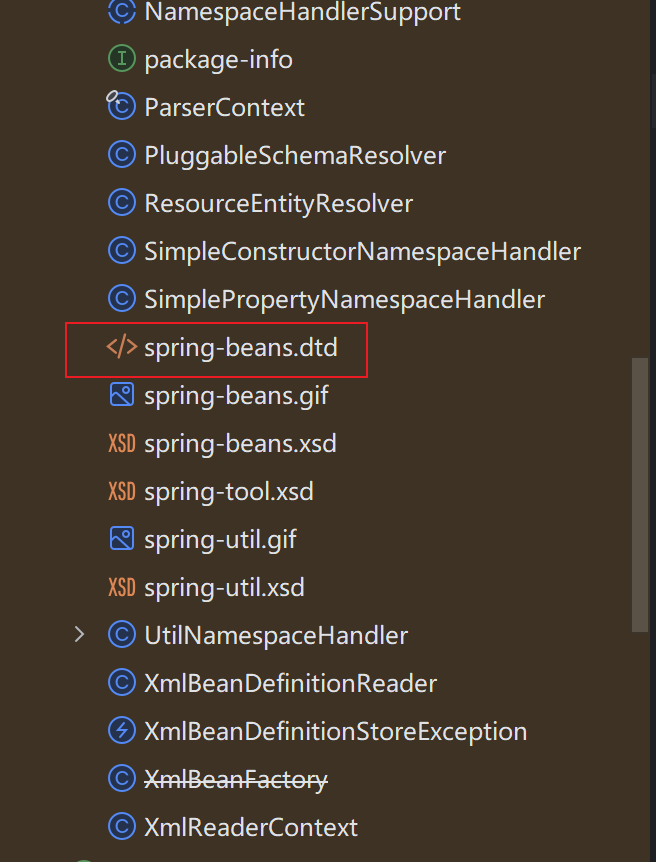 NamespaceHandlerSupport
package-info
ParserContext
PluggableSchemaResolver
ResourceEntityResolver
SimpleConstructorNamespaceHandler
SimplePropertyNamespaceHandler
spring-beans.dtd
spring-beans.gif
XSD spring-beans.xsd
XSD spring-tool.xsd
spring-util.gif
XSD spring-util.xsd
UtilNamespaceHandler
XmlBeanDefinitionReader
XmlBeanDefinitionStoreException
XmlBeanFactory
XmlReaderContext